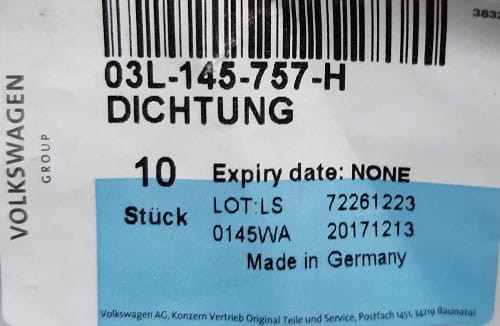 3832
03L-145-757-H
DICHTUNG
VOLKSWAGEN
GROUP
10
Stück
Expiry date: NONE
LOT:LS 72261223
0145WA 20171213
Made in Germany
Volkswagen AG, Konzern Vertrieb Original Teile und Service, Postfach 1451, 34219 Baunatal